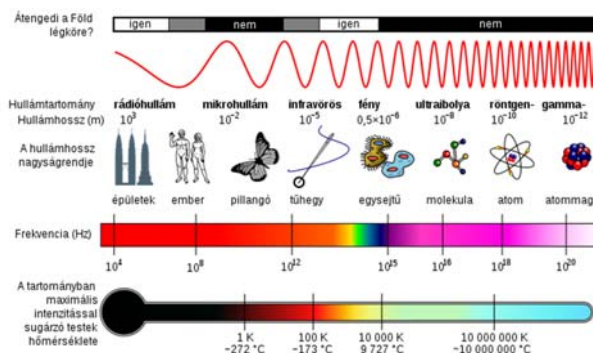 Átengedi a Föld
légköre?
igen nem igen nem
Hullámtartomány rádióhullám mikrohullám infravörös fény ultraibolya röntgen- gamma-
Hullámhossz (m) 10³ 10⁻² 10⁻⁵ 0,5×10⁻⁶ 10⁻⁸ 10⁻¹⁰ 10⁻¹²
A hullámhossz
nagyságrendje
épületek ember pillangó tűhegy egysejtű molekula atom atommag
Frekvencia (Hz)
10⁴ 10⁸ 10¹² 10¹⁵ 10¹⁶ 10¹⁸ 10²⁰
A tartományban
maximális
intenzitással
sugárzó testek
hőmérséklete
1 K 100 K 10 000 K 10 000 000 K
−272 °C −173 °C 9 727 °C ~10 000 000 °C